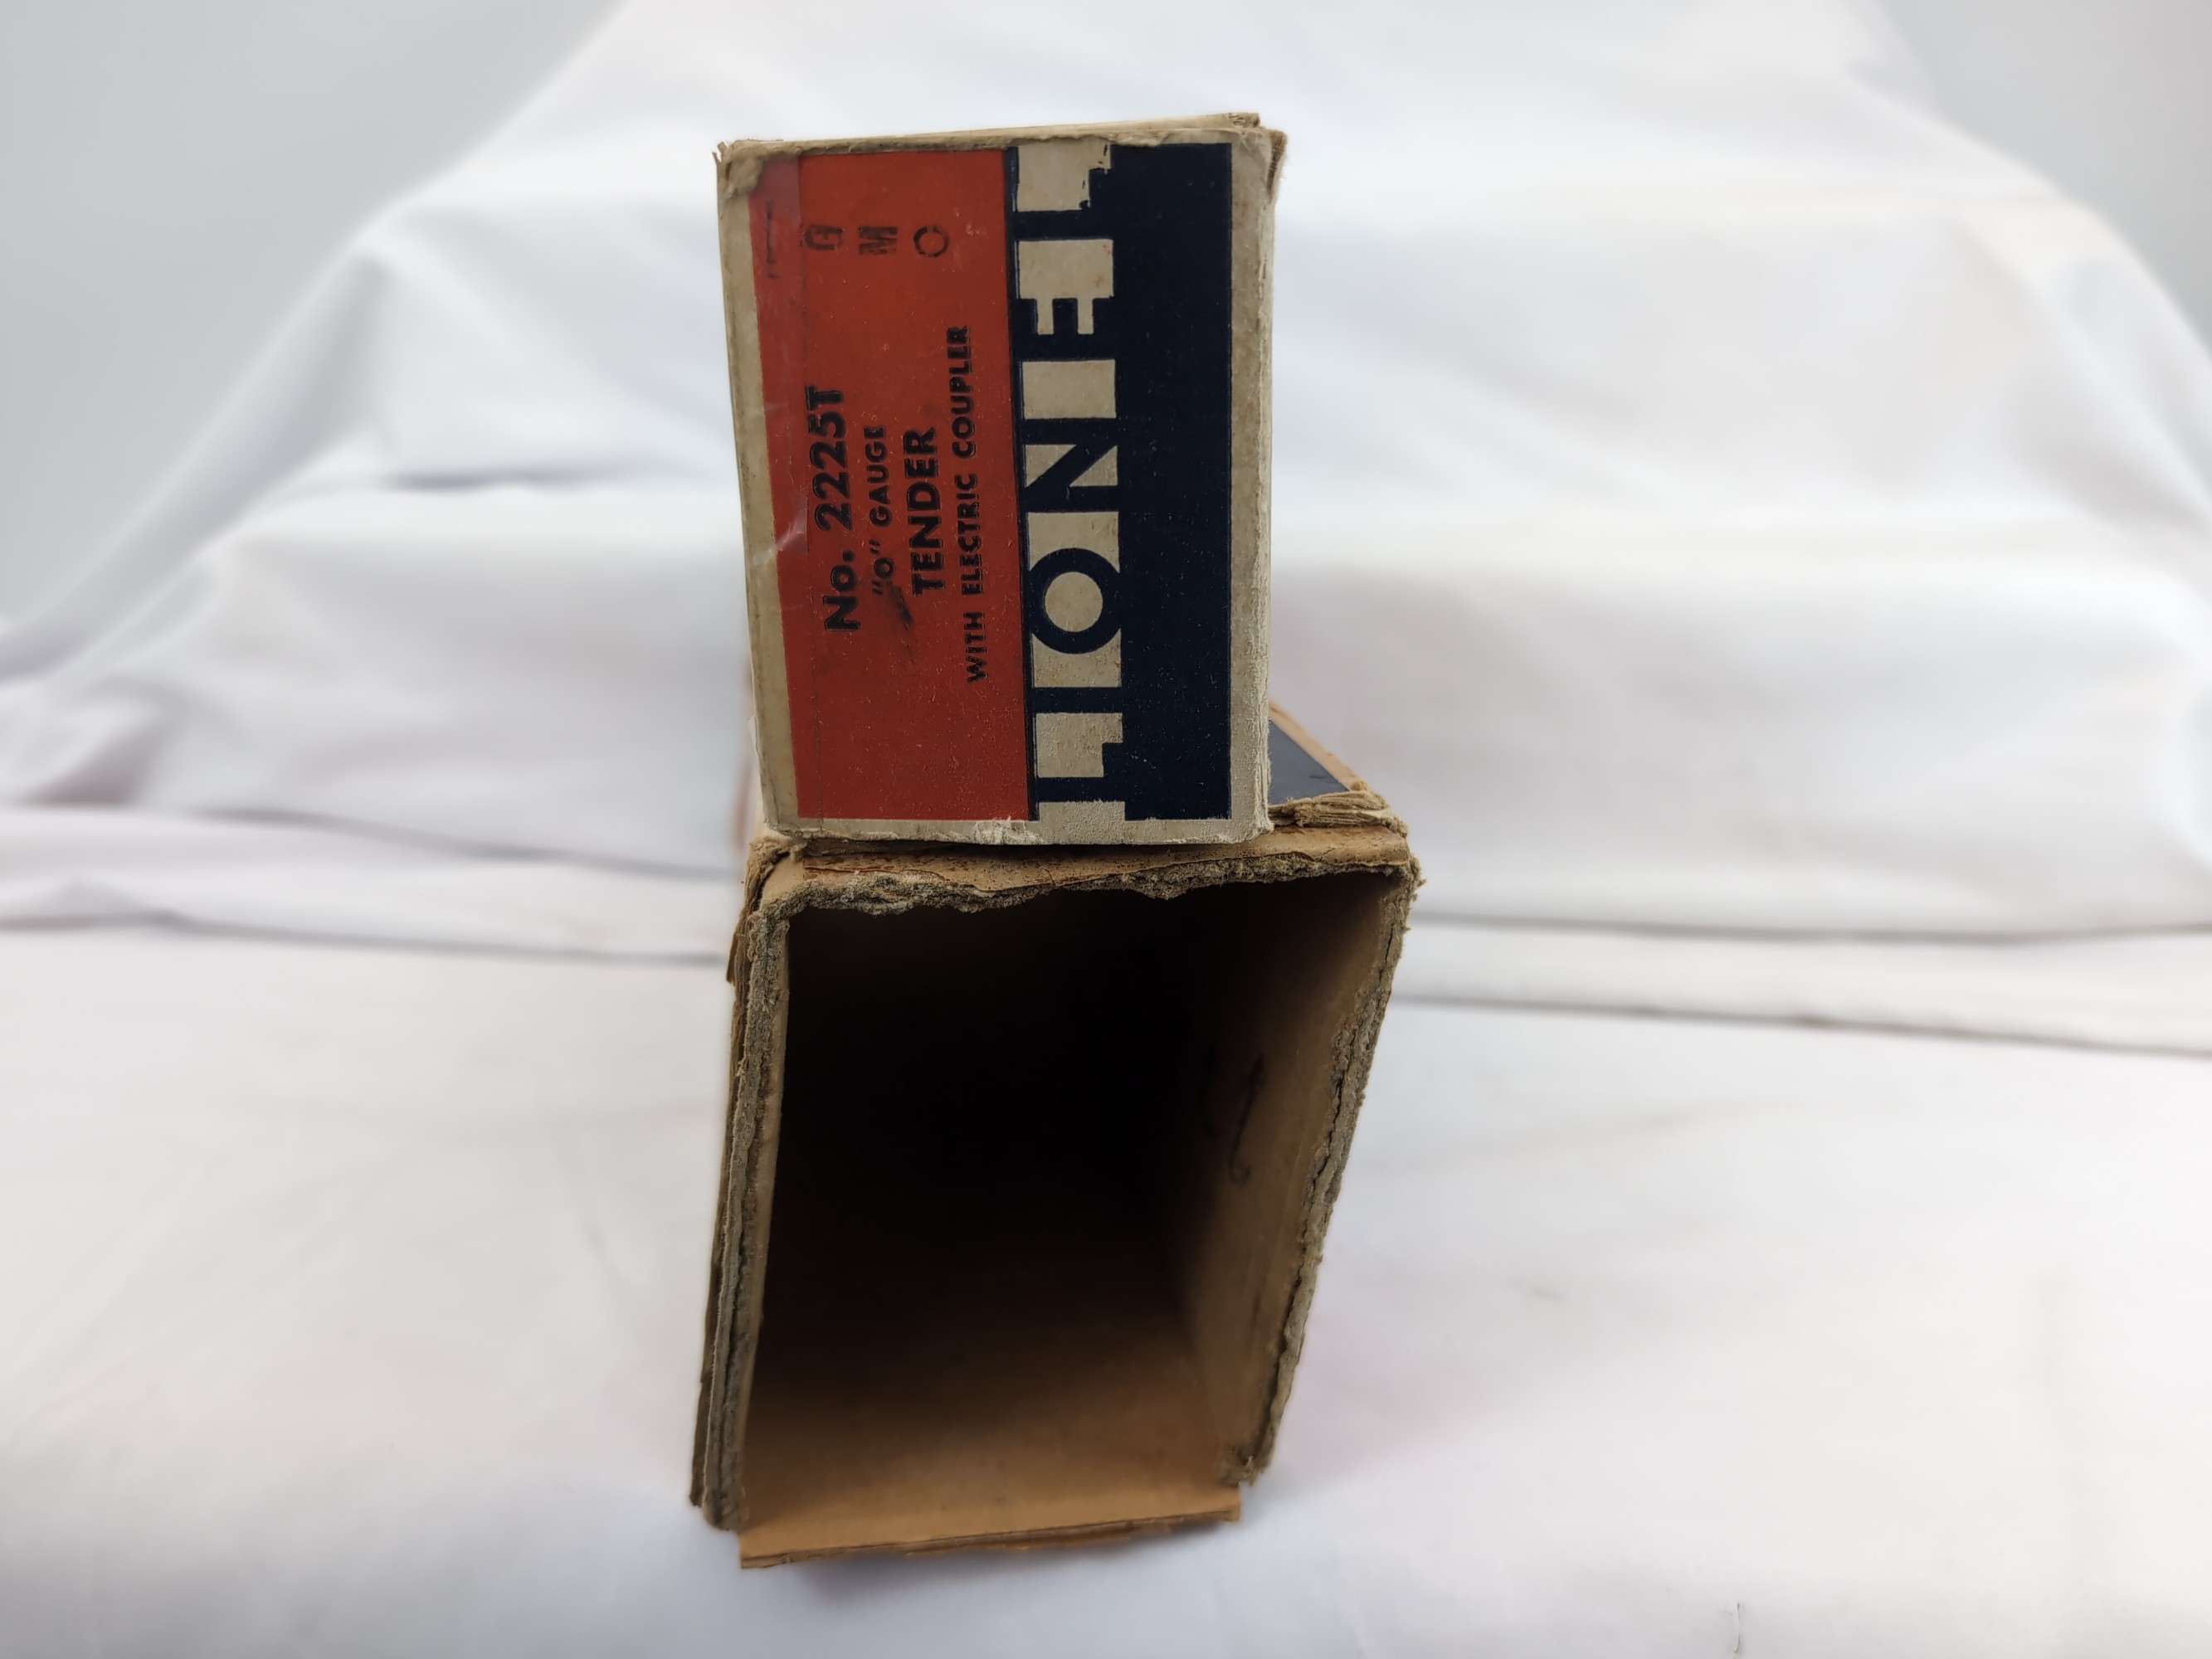 No. 2225T
"O" GAUGE
TENDER
WITH ELECTRIC COUPLER
G
M
O
LIONEL